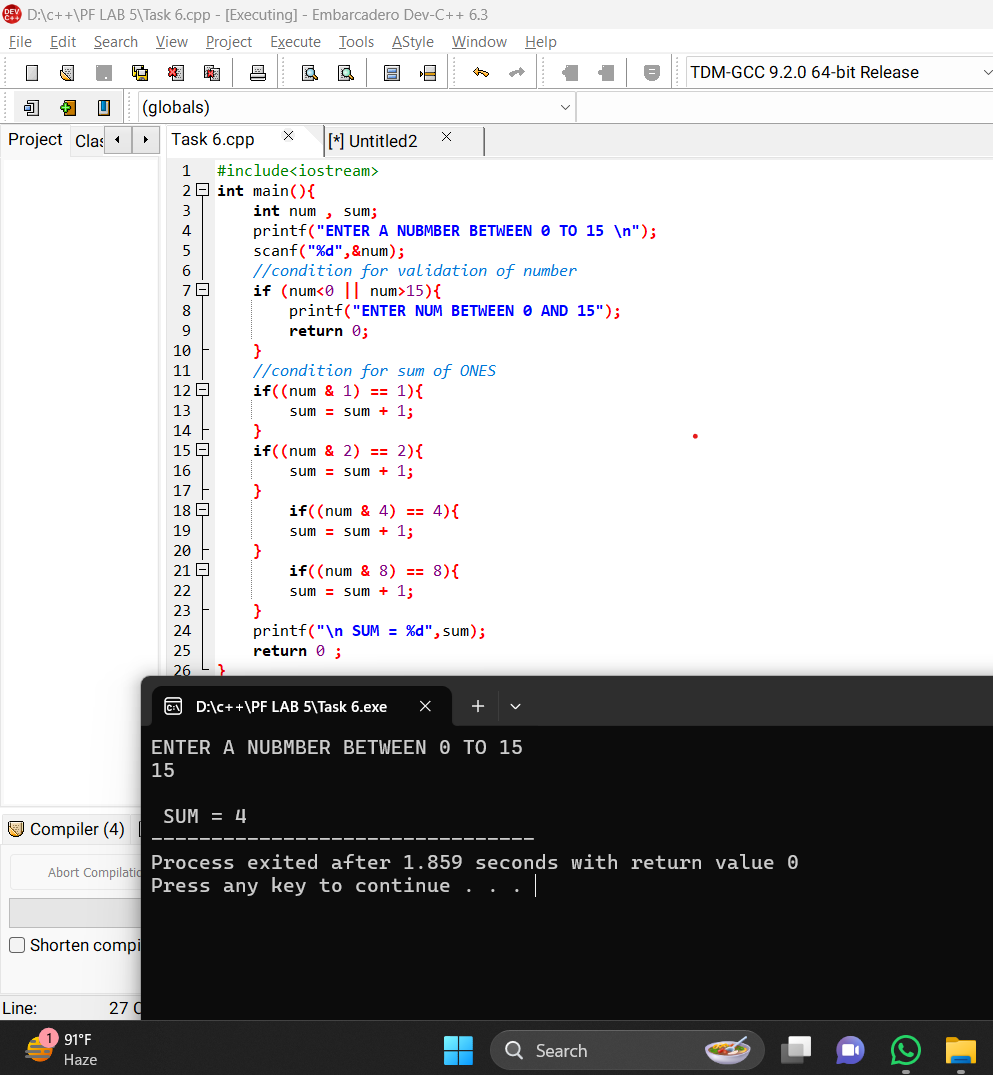 DEV C++ D:\c++\PF LAB 5\Task 6.cpp - [Executing] - Embarcadero Dev-C++ 6.3
File Edit Search View Project Execute Tools AStyle Window Help
TDM-GCC 9.2.0 64-bit Release
(globals)
Project Clas Task 6.cpp [*] Untitled2
1 #include<iostream>
2 int main(){
3 int num , sum;
4 printf("ENTER A NUBMBER BETWEEN 0 TO 15 \n");
5 scanf("%d",&num);
6 //condition for validation of number
7 if (num<0 || num>15){
8 printf("ENTER NUM BETWEEN 0 AND 15");
9 return 0;
10 }
11 //condition for sum of ONES
12 if((num & 1) == 1){
13 sum = sum + 1;
14 }
15 if((num & 2) == 2){
16 sum = sum + 1;
17 }
18 if((num & 4) == 4){
19 sum = sum + 1;
20 }
21 if((num & 8) == 8){
22 sum = sum + 1;
23 }
24 printf("\n SUM = %d",sum);
25 return 0 ;
26 }
D:\c++\PF LAB 5\Task 6.exe
ENTER A NUBMBER BETWEEN 0 TO 15
15
SUM = 4
--------------------------------
Process exited after 1.859 seconds with return value 0
Press any key to continue . . .
Compiler (4)
Abort Compilatio
Shorten compi
Line: 27 C
1 91°F
Haze
Search